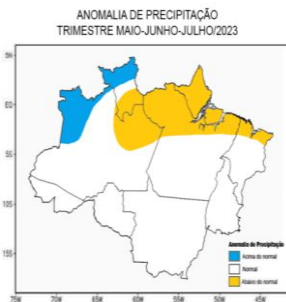 ANOMALIA DE PRECIPITAÇÃO
TRIMESTRE MAIO-JUNHO-JULHO/2023
5N
EQ
5S
10S
15S
75W
70W
65W
60W
55W
50W
45W
Anomalia de Precipitação
Acima do normal
Normal
Abaixo do normal